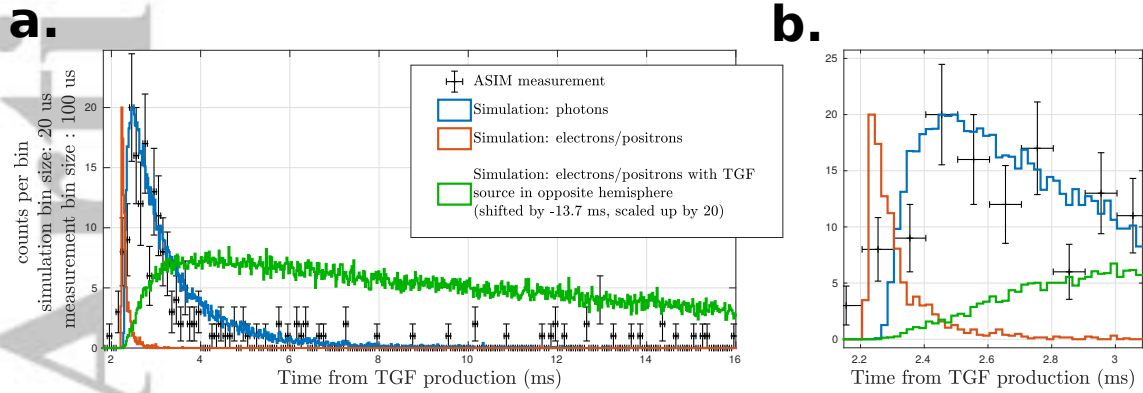 a.
b.
counts per bin
simulation bin size: 20 us
measurement bin size : 100 us
20
15
10
5
0
2
4
6
8
10
12
14
16
Time from TGF production (ms)
ASIM measurement
Simulation: photons
Simulation: electrons/positrons
Simulation: electrons/positrons with TGF
source in opposite hemisphere
(shifted by -13.7 ms, scaled up by 20)
25
20
15
10
5
0
2.2
2.4
2.6
2.8
3
Time from TGF production (ms)